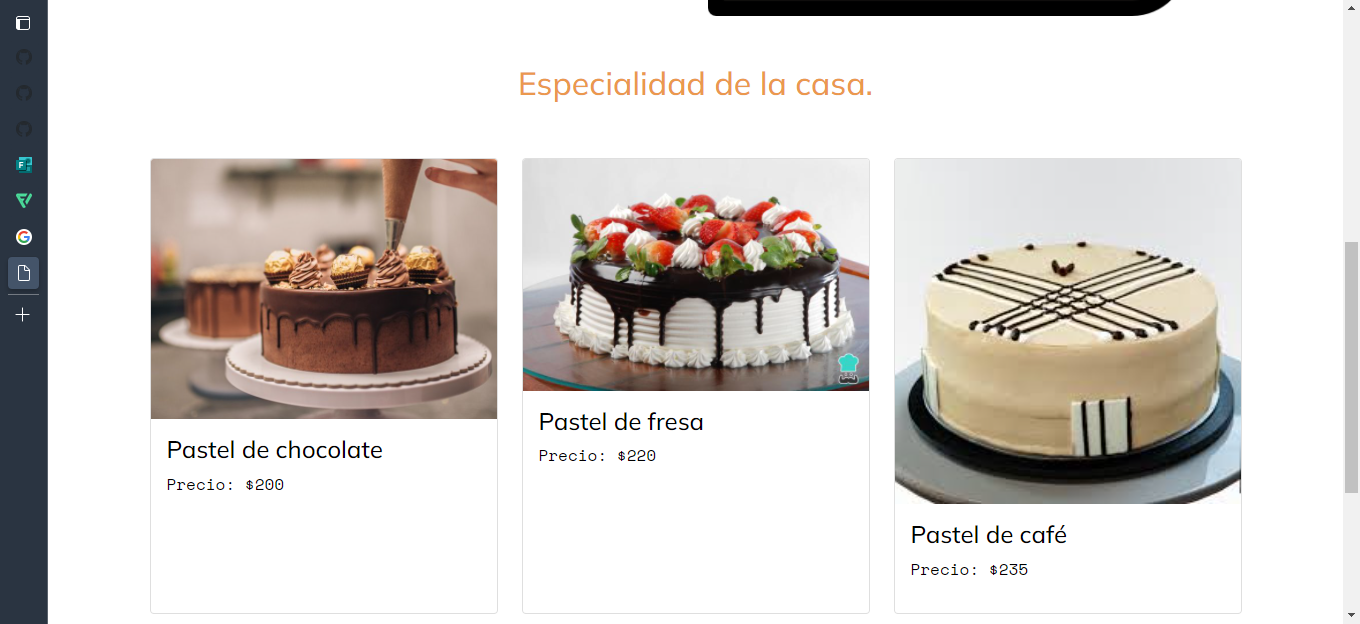 Especialidad de la casa.
Pastel de chocolate
Precio: $200
Pastel de fresa
Precio: $220
Pastel de café
Precio: $235